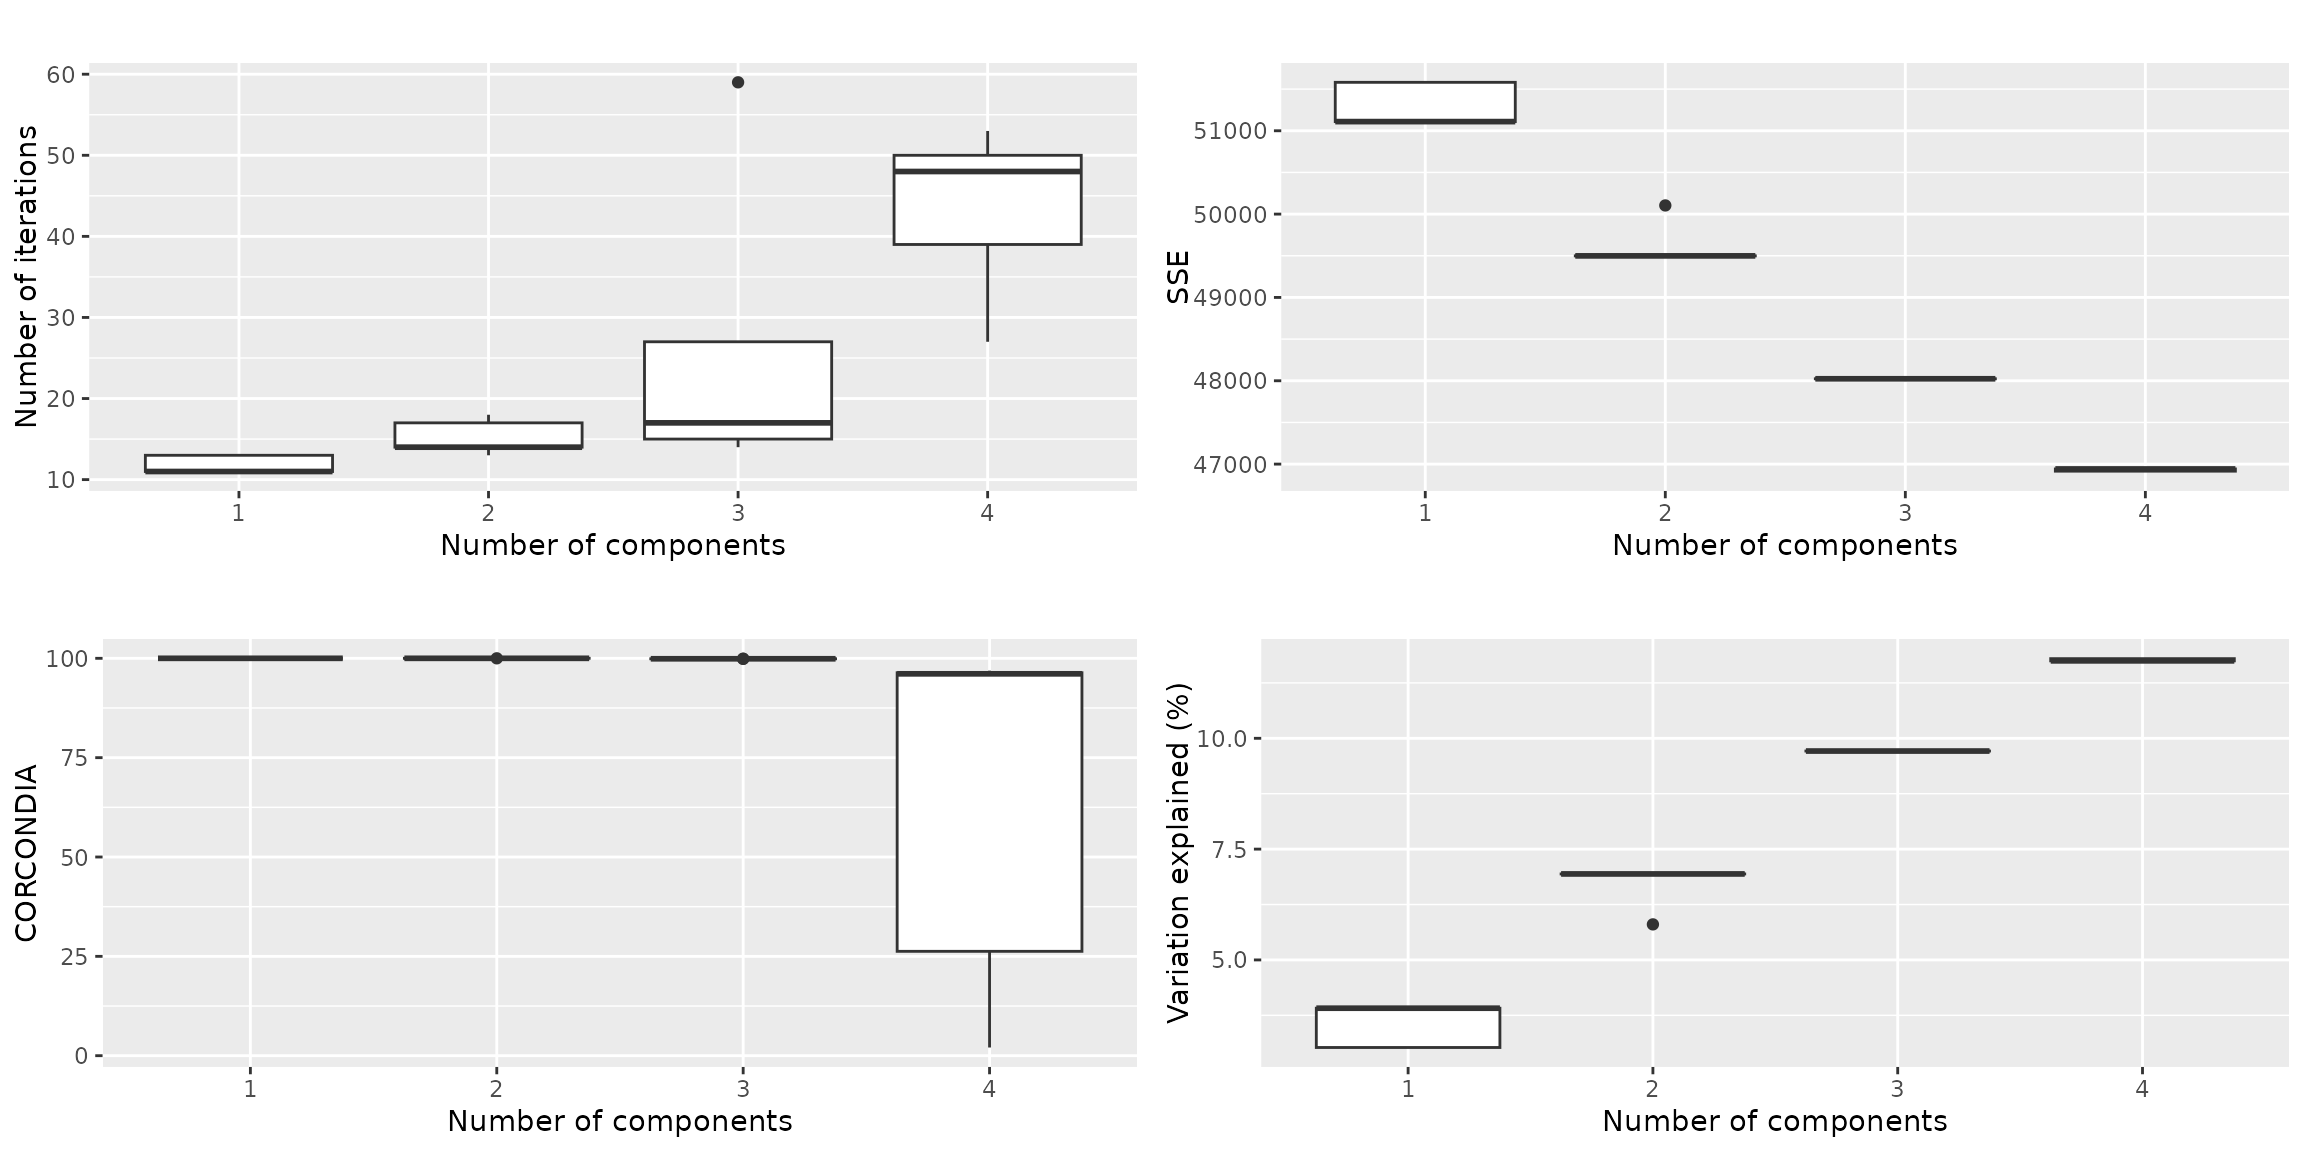 Number of iterations
60
50
40
30
20
10
1 2 3 4
Number of components
SSE
51000
50000
49000
48000
47000
1 2 3 4
Number of components
CORCONDIA
100
75
50
25
0
1 2 3 4
Number of components
Variation explained (%)
10.0
7.5
5.0
1 2 3 4
Number of components